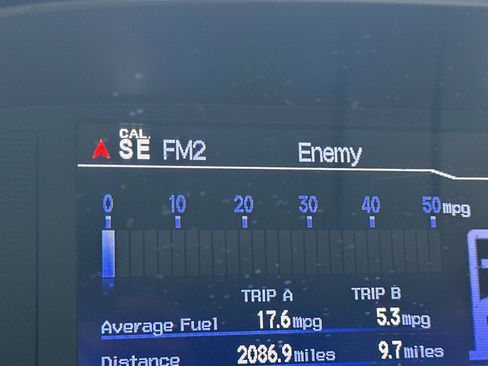 CAL.
SE FM2 Enemy
0 10 20 30 40 50 mpg
TRIP A TRIP B
Average Fuel 17.6 mpg 5.3 mpg
Distance 2086.9 miles 9.7 miles